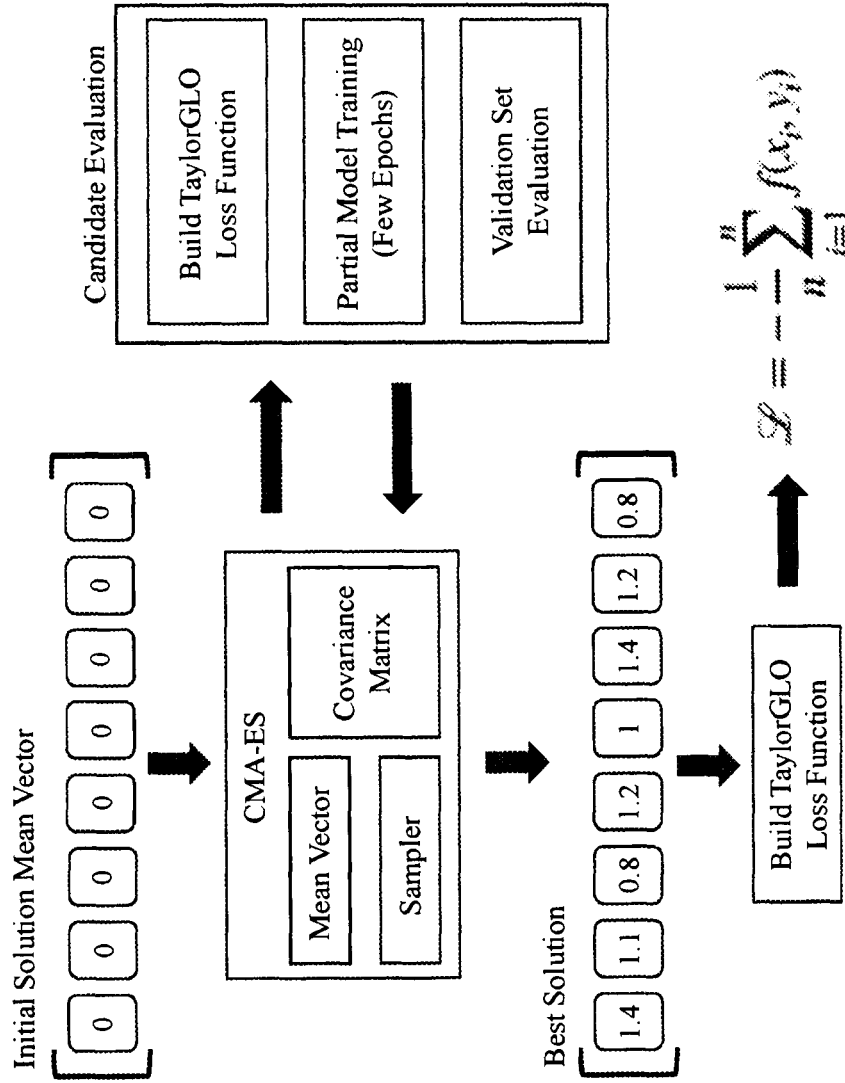 Initial Solution Mean Vector
0 0 0 0 0 0 0 0
CMA-ES
Mean Vector
Sampler
Covariance
Matrix
Candidate Evaluation
Build TaylorGLO
Loss Function
Partial Model Training
(Few Epochs)
Validation Set
Evaluation
Best Solution
1.4 1.1 0.8 1.2 1 1.4 1.2 0.8
Build TaylorGLO
Loss Function
ℒ = − 1/n ∑ i=1 n f(xᵢ, yᵢ)